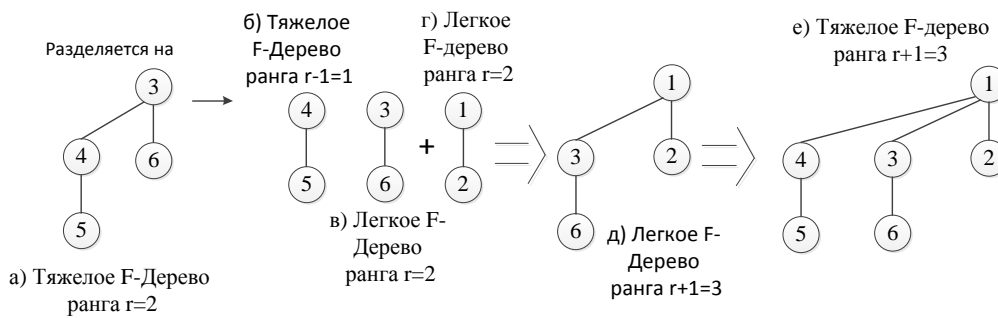 Разделяется на
3
4
6
5
а) Тяжелое F-Дерево
ранга r=2
б) Тяжелое
F-Дерево
ранга r-1=1
4
5
3
6
в) Легкое F-
Дерево
ранга r=2
+
г) Легкое
F-дерево
ранга r=2
1
2
1
3
2
6
д) Легкое F-
Дерево
ранга r+1=3
е) Тяжелое F-дерево
ранга r+1=3
1
4
3
2
5
6